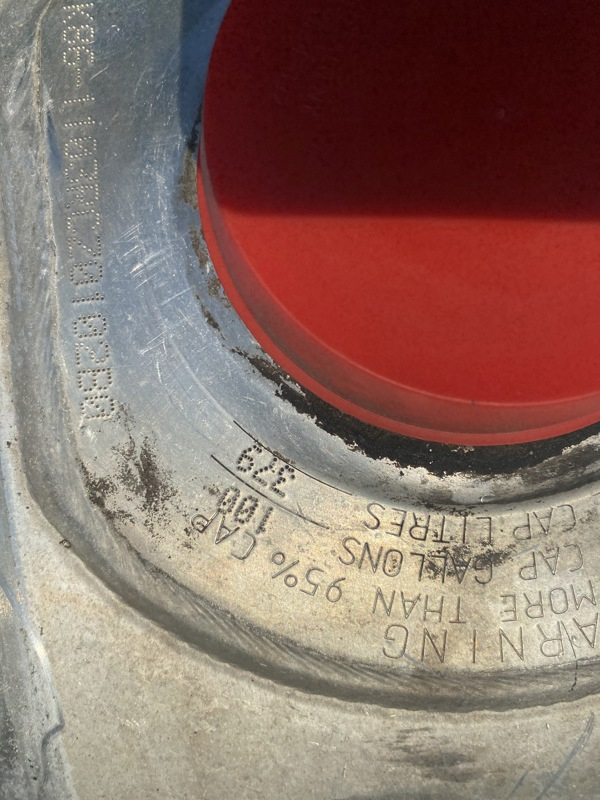 ARNING
MORE THAN 95% CAP
CAP GALLONS 100
CAP LITRES 379